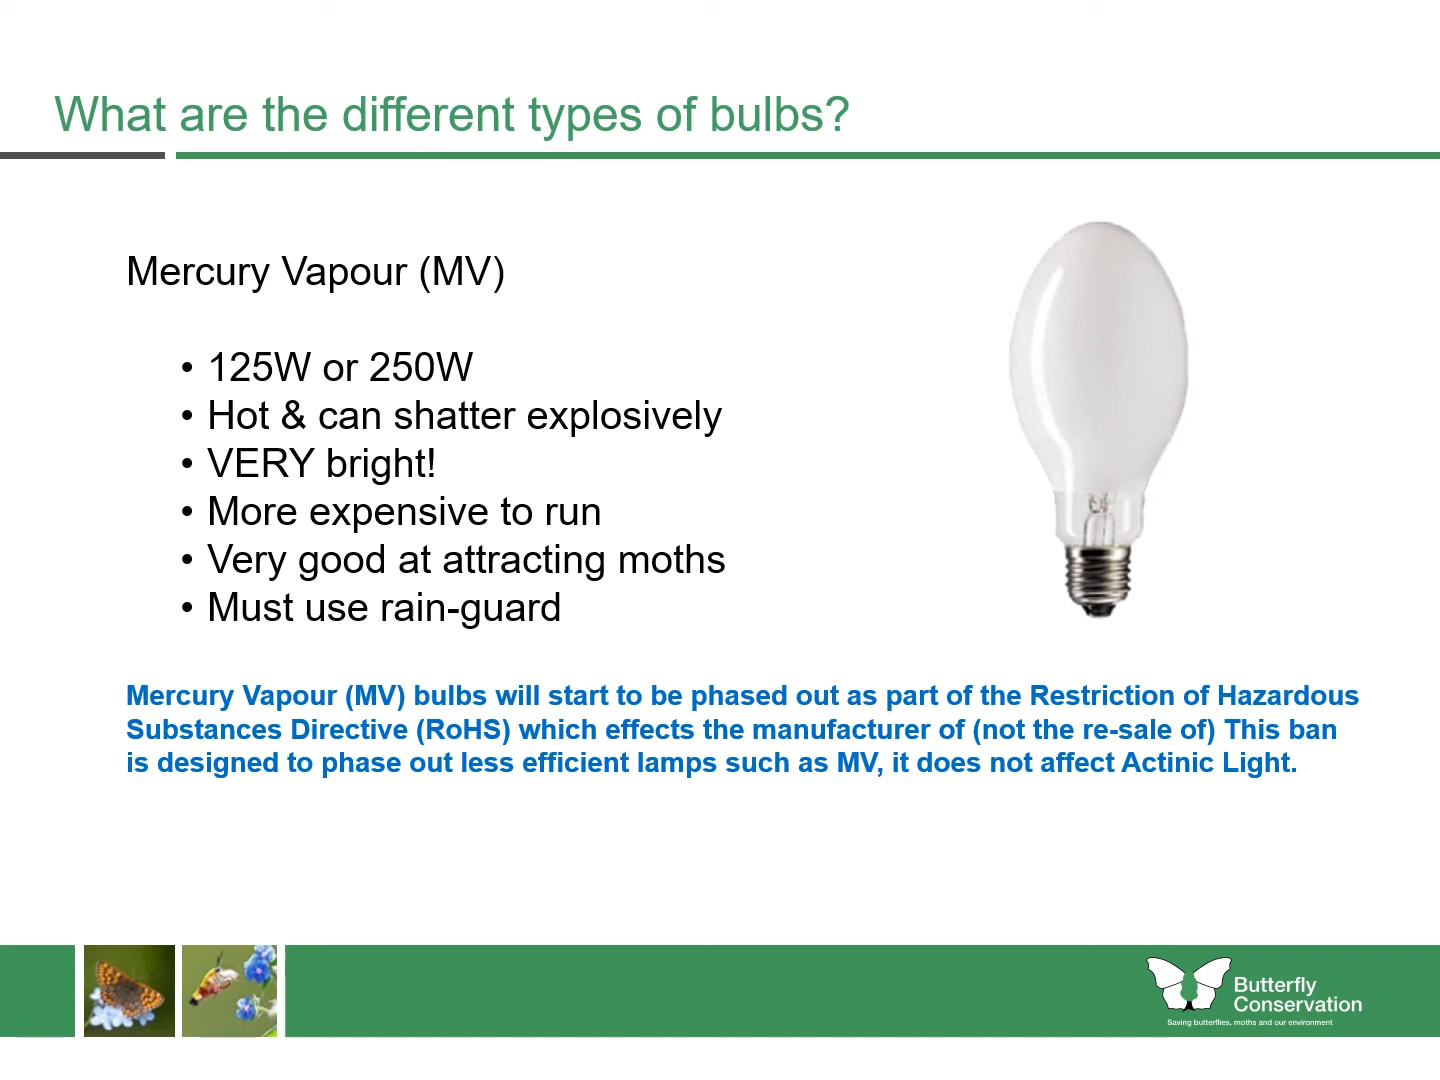 What are the different types of bulbs?
Mercury Vapour (MV)
• 125W or 250W
• Hot & can shatter explosively
• VERY bright!
• More expensive to run
• Very good at attracting moths
• Must use rain-guard
Mercury Vapour (MV) bulbs will start to be phased out as part of the Restriction of Hazardous
Substances Directive (RoHS) which effects the manufacturer of (not the re-sale of) This ban
is designed to phase out less efficient lamps such as MV, it does not affect Actinic Light.
Butterfly
Conservation
Saving butterflies, moths and our environment